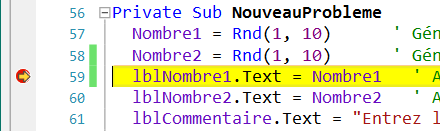 56 Private Sub NouveauProbleme
57 Nombre1 = Rnd(1, 10) ' Gén
58 Nombre2 = Rnd(1, 10) ' Gén
59 lblNombre1.Text = Nombre1 ' A
60 lblNombre2.Text = Nombre2 ' A
61 lblCommentaire.Text = "Entrez l